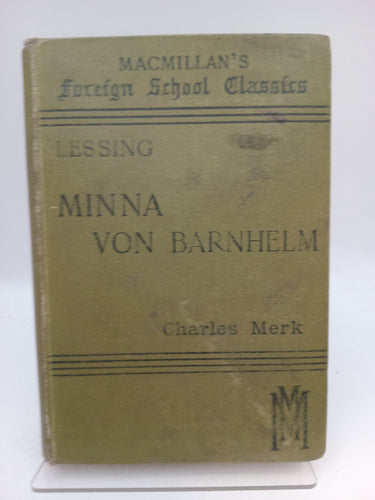 MACMILLAN'S
Foreign School Classics
LESSING
MINNA
VON BARNHELM
Charles Merk
MM